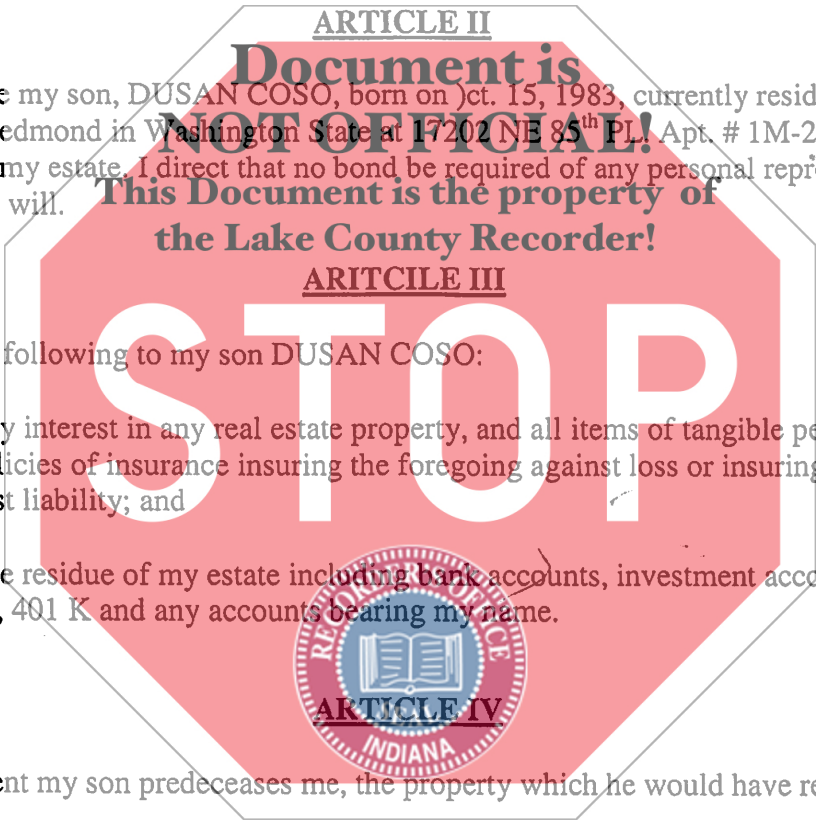 ARTICLE II
Document is
e my son, DUSAN COSO, born on )ct. 15, 1983, currently resid
edmond in Washington State at 17202 NE 85th PL! Apt. # 1M-2
NOT OFFICIAL!
my estate. I direct that no bond be required of any personal repr
This Document is the property of
will.
the Lake County Recorder!
ARITCILE III
STOP
following to my son DUSAN COSO:
y interest in any real estate property, and all items of tangible pe
licies of insurance insuring the foregoing against loss or insuring
st liability; and
e residue of my estate including bank accounts, investment acco
, 401 K and any accounts bearing my name.
RECORDER'S OFFICE
ARTICLE IV
INDIANA
ent my son predeceases me, the property which he would have re